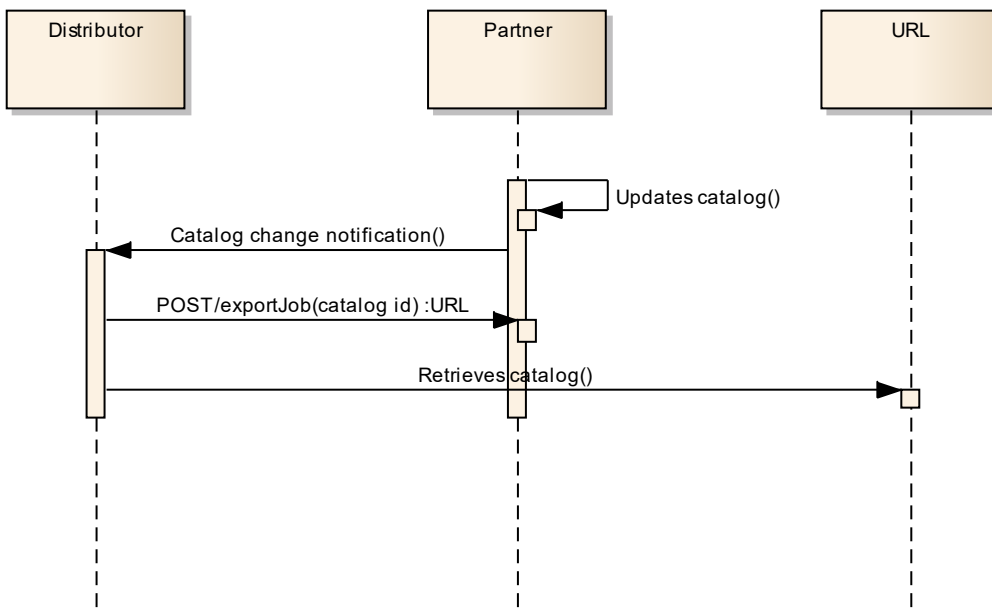 Distributor
Partner
URL
Updates catalog()
Catalog change notification()
POST/exportJob(catalog id) :URL
Retrieves catalog()